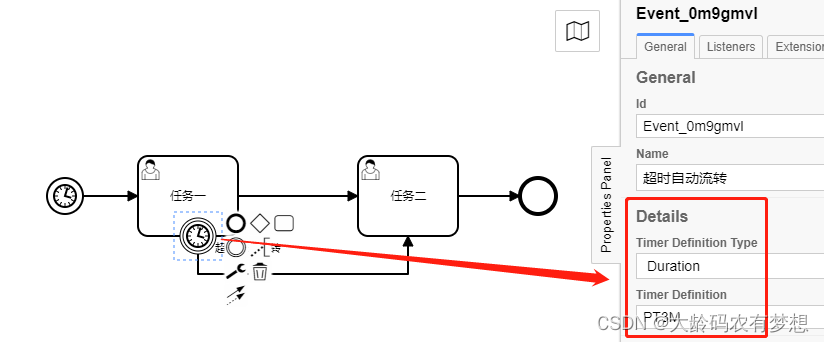 Event_0m9gmvl
General
Listeners
Extension
General
Id
Event_0m9gmvl
Name
超时自动流转
Properties Panel
Details
Timer Definition Type
Duration
Timer Definition
PT3M
任务一
任务二
超
CSDN @大龄码农有梦想